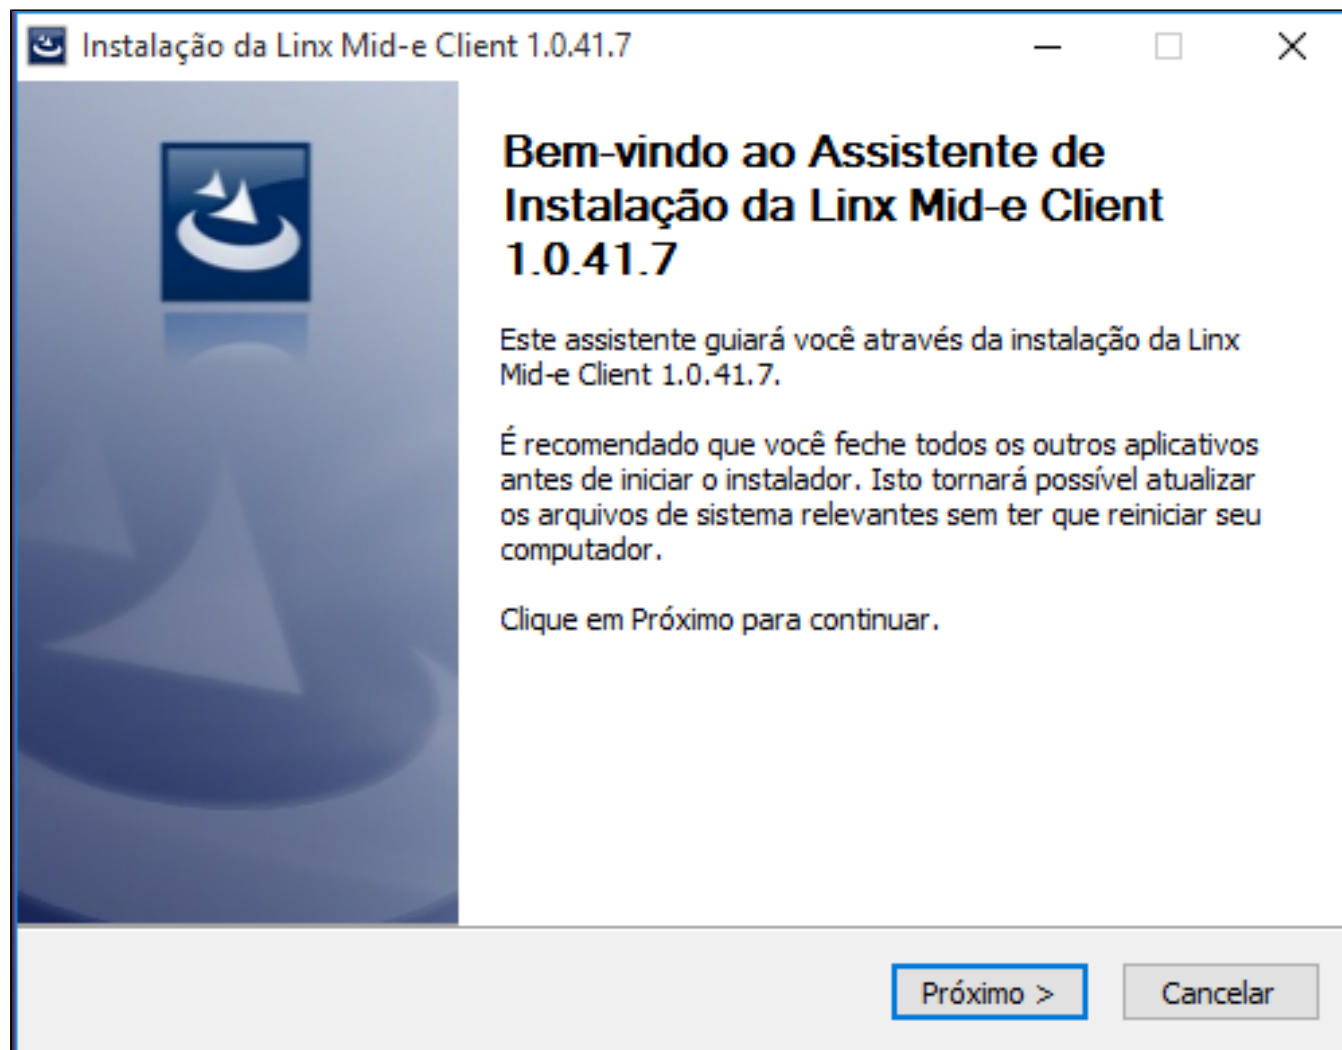 Instalação da Linx Mid-e Client 1.0.41.7
Bem-vindo ao Assistente de
Instalação da Linx Mid-e Client
1.0.41.7
Este assistente guiará você através da instalação da Linx
Mid-e Client 1.0.41.7.
É recomendado que você feche todos os outros aplicativos
antes de iniciar o instalador. Isto tornará possível atualizar
os arquivos de sistema relevantes sem ter que reiniciar seu
computador.
Clique em Próximo para continuar.
Próximo >
Cancelar